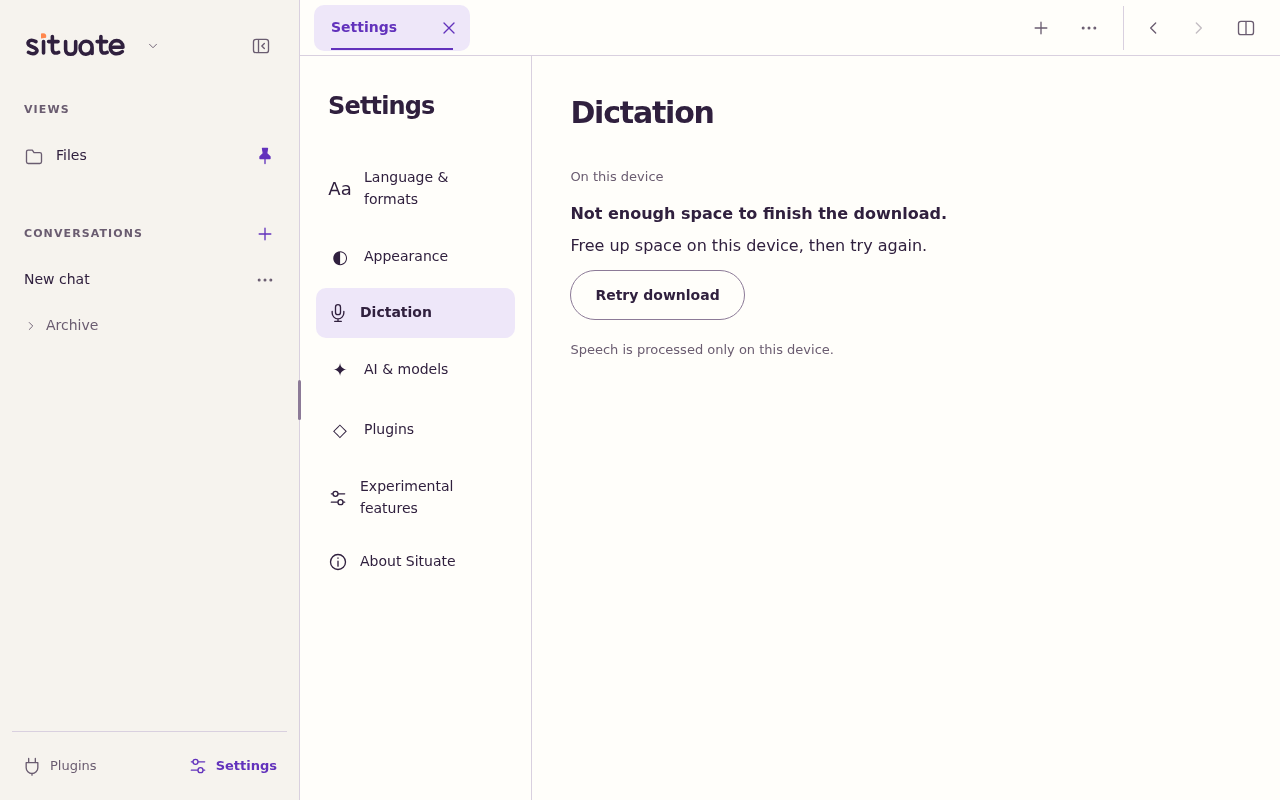 situate
VIEWS
Files
CONVERSATIONS
New chat
Archive
Plugins
Settings
Settings
Settings
Aa
Language &
formats
Appearance
Dictation
AI & models
Plugins
Experimental
features
About Situate
Dictation
On this device
Not enough space to finish the download.
Free up space on this device, then try again.
Retry download
Speech is processed only on this device.